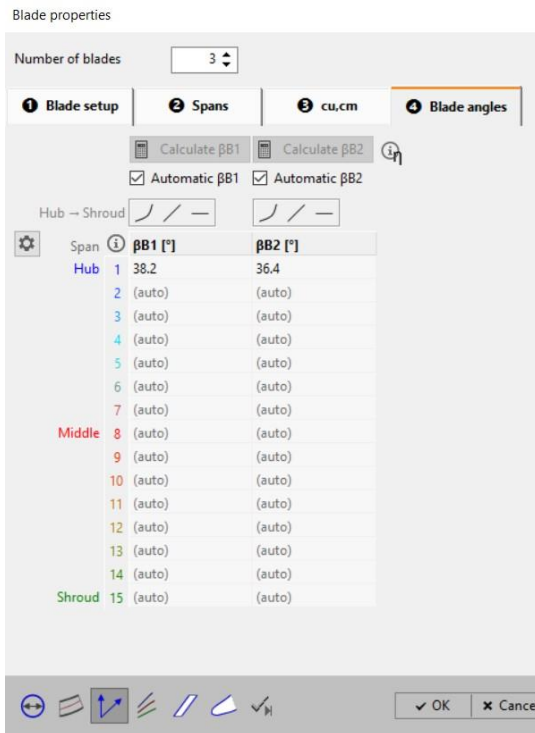 Blade properties
Number of blades 3
1 Blade setup 2 Spans 3 cu,cm 4 Blade angles
Calculate βB1 Calculate βB2
Automatic βB1 Automatic βB2
Hub → Shroud
Span βB1 [°] βB2 [°]
Hub 1 38.2 36.4
2 (auto) (auto)
3 (auto) (auto)
4 (auto) (auto)
5 (auto) (auto)
6 (auto) (auto)
7 (auto) (auto)
Middle 8 (auto) (auto)
9 (auto) (auto)
10 (auto) (auto)
11 (auto) (auto)
12 (auto) (auto)
13 (auto) (auto)
14 (auto) (auto)
Shroud 15 (auto) (auto)
OK Cance